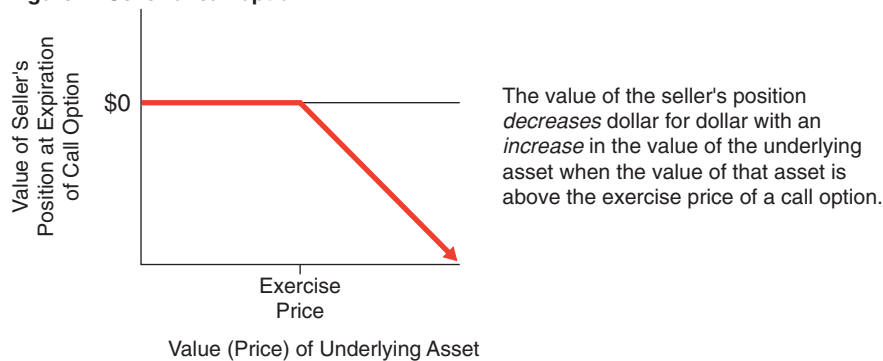 Value of Seller's
Position at Expiration
of Call Option
$0
Exercise
Price
Value (Price) of Underlying Asset
The value of the seller's position
decreases dollar for dollar with an
increase in the value of the underlying
asset when the value of that asset is
above the exercise price of a call option.